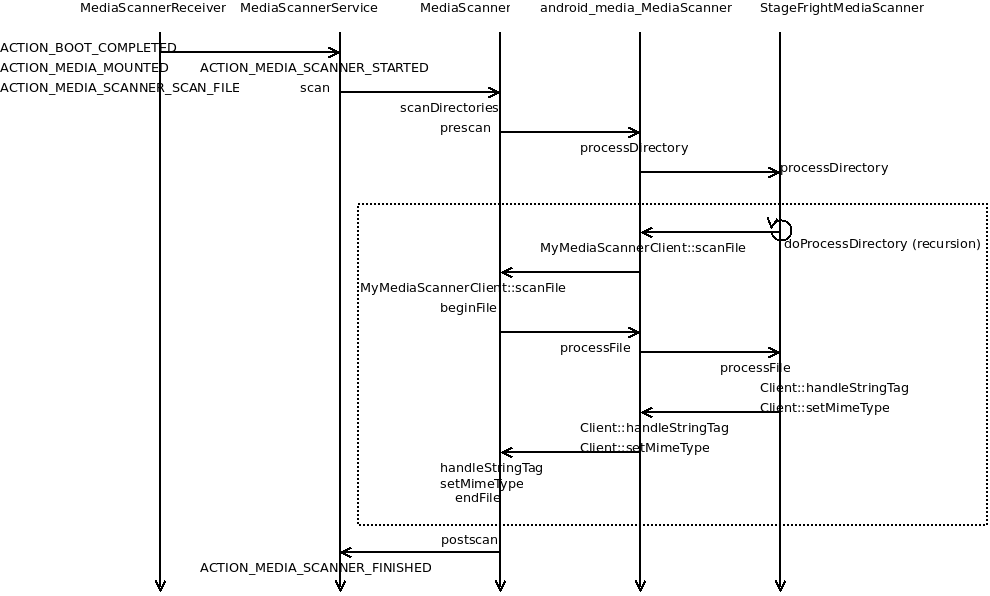 MediaScannerReceiver MediaScannerService MediaScanner android_media_MediaScanner StageFrightMediaScanner
ACTION_BOOT_COMPLETED
ACTION_MEDIA_MOUNTED ACTION_MEDIA_SCANNER_STARTED
ACTION_MEDIA_SCANNER_SCAN_FILE scan
scanDirectories
prescan
processDirectory
processDirectory
doProcessDirectory (recursion)
MyMediaScannerClient::scanFile
MyMediaScannerClient::scanFile
beginFile
processFile
processFile
Client::handleStringTag
Client::setMimeType
Client::handleStringTag
Client::setMimeType
handleStringTag
setMimeType
endFile
postscan
ACTION_MEDIA_SCANNER_FINISHED